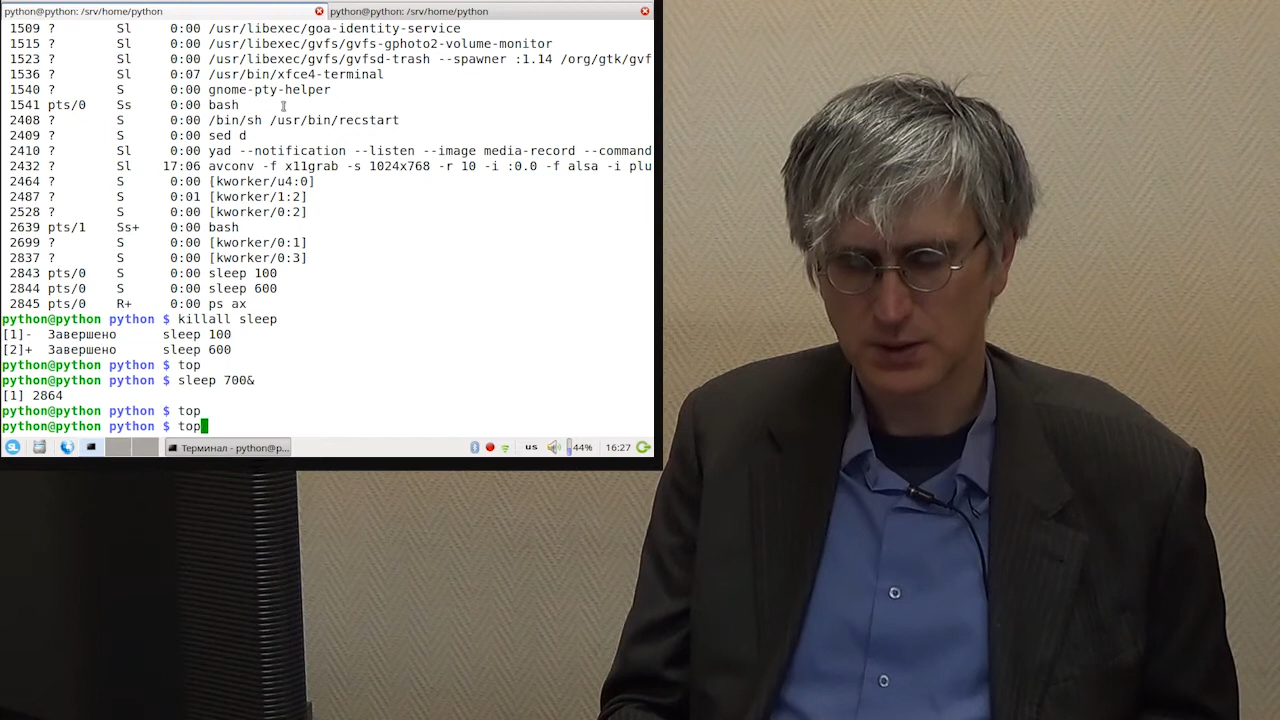 python@python: /srv/home/python
python@python: /srv/home/python
1509 ? Sl 0:00 /usr/libexec/goa-identity-service
1515 ? Sl 0:00 /usr/libexec/gvfs/gvfs-gphoto2-volume-monitor
1523 ? Sl 0:00 /usr/libexec/gvfs/gvfsd-trash --spawner :1.14 /org/gtk/gvf
1536 ? Sl 0:07 /usr/bin/xfce4-terminal
1540 ? S 0:00 gnome-pty-helper
1541 pts/0 Ss 0:00 bash
2408 ? S 0:00 /bin/sh /usr/bin/recstart
2409 ? S 0:00 sed d
2410 ? Sl 0:00 yad --notification --listen --image media-record --command
2432 ? Sl 17:06 avconv -f x11grab -s 1024x768 -r 10 -i :0.0 -f alsa -i plu
2464 ? S 0:00 [kworker/u4:0]
2487 ? S 0:01 [kworker/1:2]
2528 ? S 0:00 [kworker/0:2]
2639 pts/1 Ss+ 0:00 bash
2699 ? S 0:00 [kworker/0:1]
2837 ? S 0:00 [kworker/0:3]
2843 pts/0 S 0:00 sleep 100
2844 pts/0 S 0:00 sleep 600
2845 pts/0 R+ 0:00 ps ax
python@python python $ killall sleep
[1]- Завершено sleep 100
[2]+ Завершено sleep 600
python@python python $ top
python@python python $ sleep 700&
[1] 2864
python@python python $ top
python@python python $ top
SL Терминал - python@p... us 44% 16:27